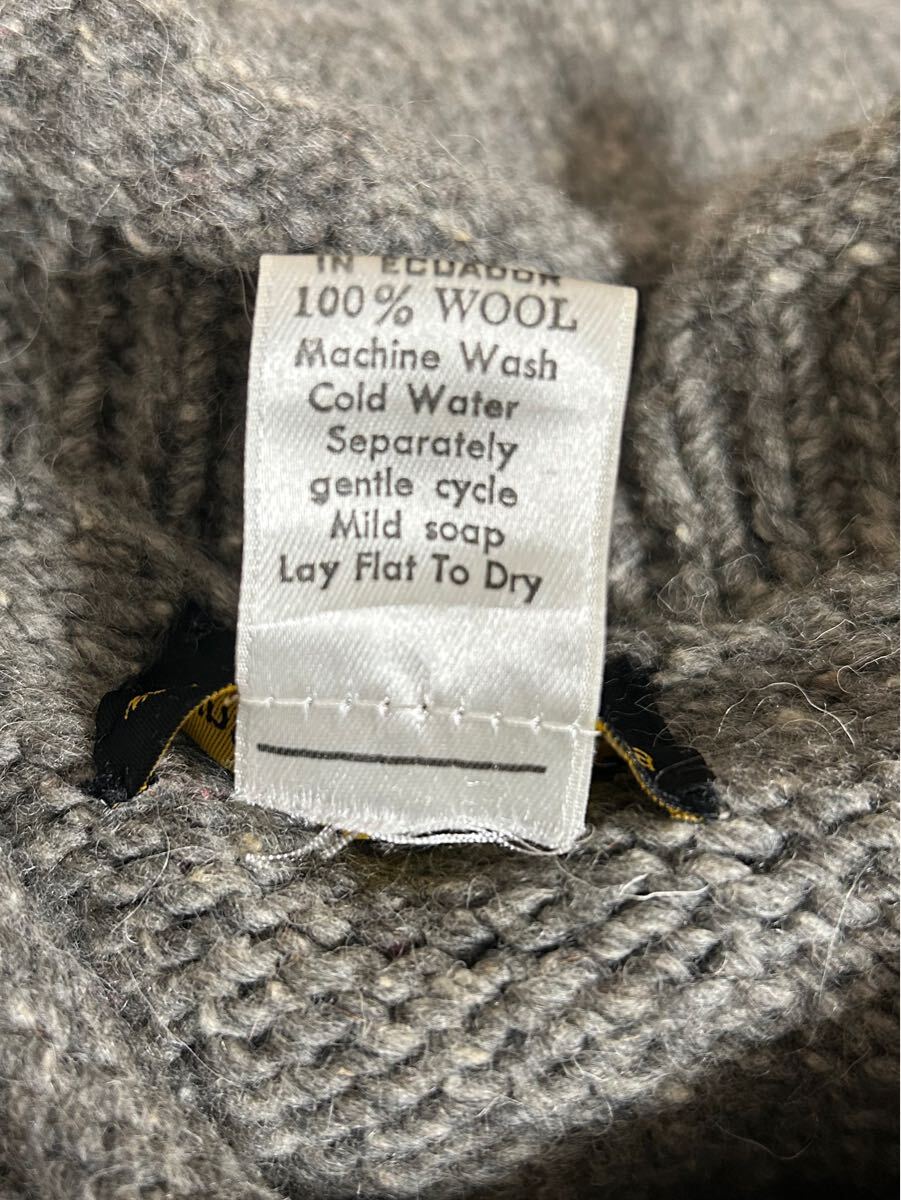 IN ECUADOR
100% WOOL
Machine Wash
Cold Water
Separately
gentle cycle
Mild soap
Lay Flat To Dry